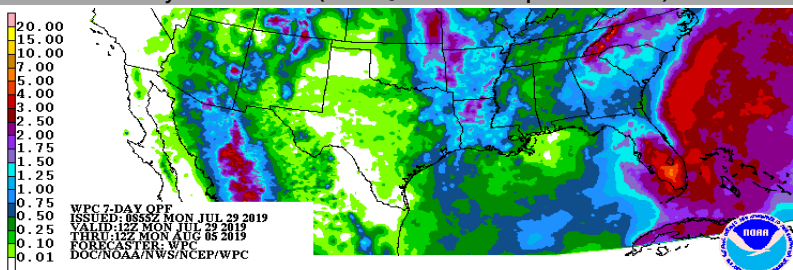 20.00
15.00
10.00
7.00
5.00
4.00
3.00
2.50
2.00
1.75
1.50
1.25
1.00
0.75
0.50
0.25
0.10
0.01
WPC 7-DAY QPF
ISSUED: 0855Z MON JUL 29 2019
VALID:12Z MON JUL 29 2019
THRU:12Z MON AUG 05 2019
FORECASTER: WPC
DOC/NOAA/NWS/NCEP/WPC
NOAA